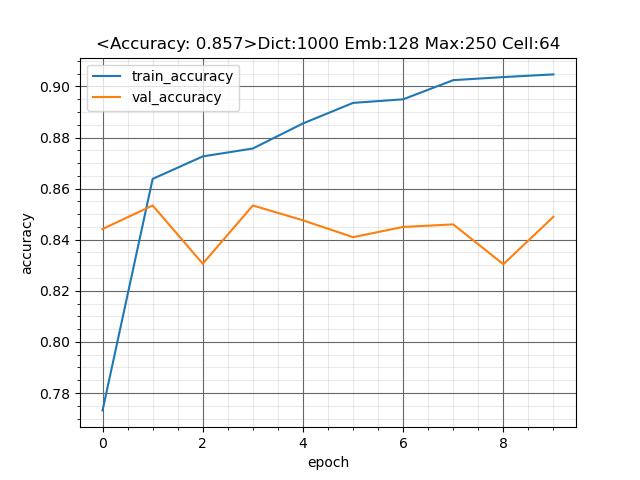 <Accuracy: 0.857>Dict:1000 Emb:128 Max:250 Cell:64
train_accuracy
val_accuracy
0.90
0.88
0.86
0.84
0.82
0.80
0.78
accuracy
0 2 4 6 8
epoch